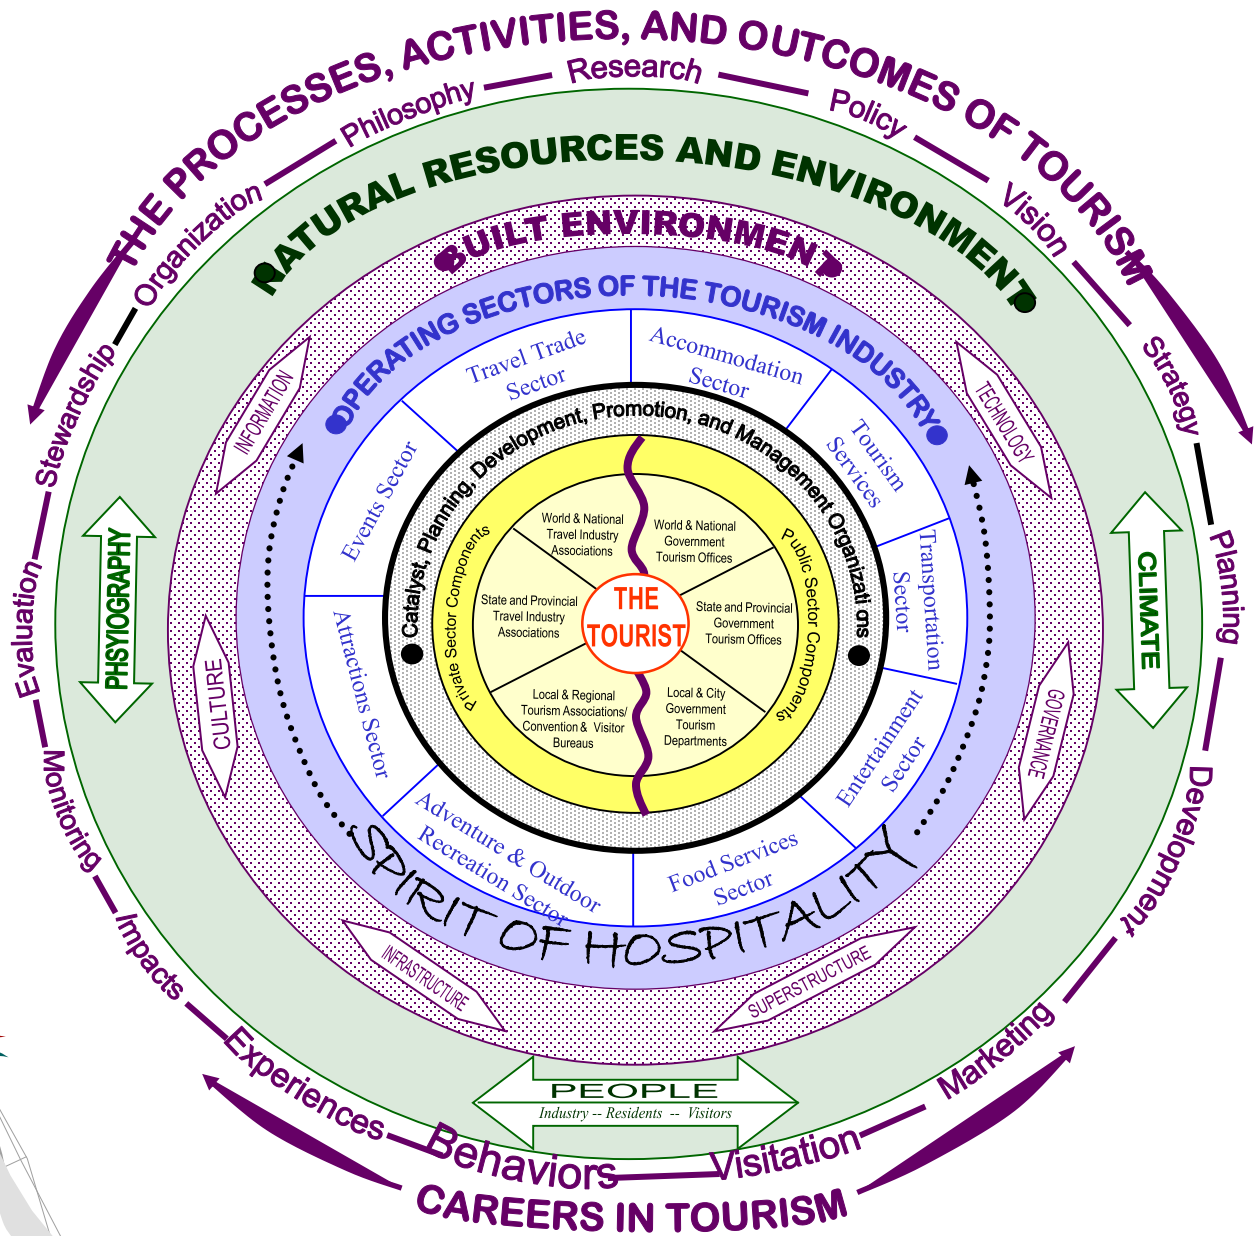 THE PROCESSES, ACTIVITIES, AND OUTCOMES OF TOURISM
Research
Policy
Vision
Strategy
Planning
Development
Marketing
Visitation
Behaviors
Experiences
Impacts
Monitoring
Evaluation
Stewardship
Organization
Philosophy
NATURAL RESOURCES AND ENVIRONMENT
CLIMATE
PEOPLE
Industry -- Residents -- Visitors
PHSYIOGRAPHY
BUILT ENVIRONMENT
TECHNOLOGY
GOVERNANCE
SUPERSTRUCTURE
INFRASTRUCTURE
CULTURE
INFORMATION
OPERATING SECTORS OF THE TOURISM INDUSTRY
Accommodation
Sector
Tourism
Services
Transportation
Sector
Entertainment
Sector
Food Services
Sector
Adventure & Outdoor
Recreation Sector
Attractions Sector
Events Sector
Travel Trade
Sector
SPIRIT OF HOSPITALITY
Catalyst, Planning, Development, Promotion, and Management Organizations
Private Sector Components
Public Sector Components
World & National
Travel Industry
Associations
World & National
Government
Tourism Offices
State and Provincial
Travel Industry
Associations
State and Provincial
Government
Tourism Offices
Local & Regional
Tourism Associations/
Convention & Visitor
Bureaus
Local & City
Government
Tourism
Departments
THE
TOURIST
CAREERS IN TOURISM